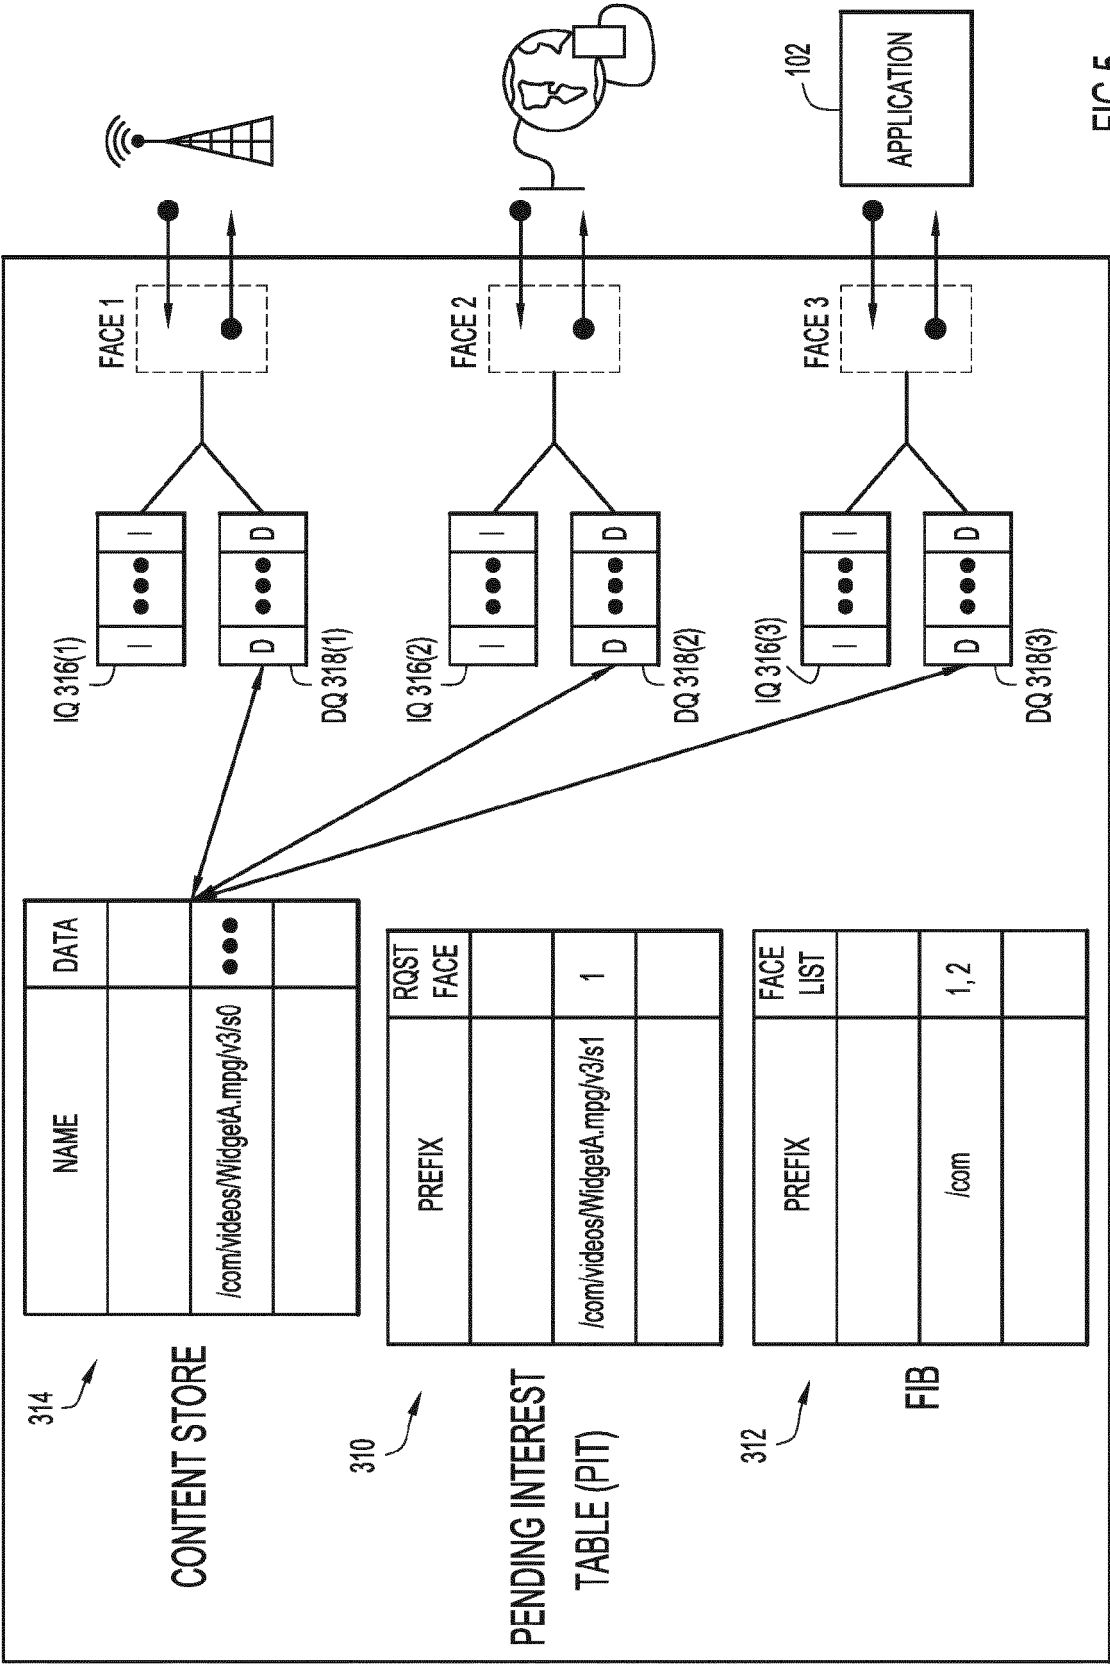 314
CONTENT STORE
NAME
DATA
/com/videos/WidgetA.mpg/v3/s0
310
PENDING INTEREST
TABLE (PIT)
PREFIX
RQST
FACE
/com/videos/WidgetA.mpg/v3/s1
1
312
FIB
PREFIX
FACE
LIST
/com
1, 2
IQ 316(1)
I
I
D
D
DQ 318(1)
FACE 1
IQ 316(2)
I
I
D
D
DQ 318(2)
FACE 2
IQ 316(3)
I
I
D
D
DQ 318(3)
FACE 3
102
APPLICATION
FIG.5